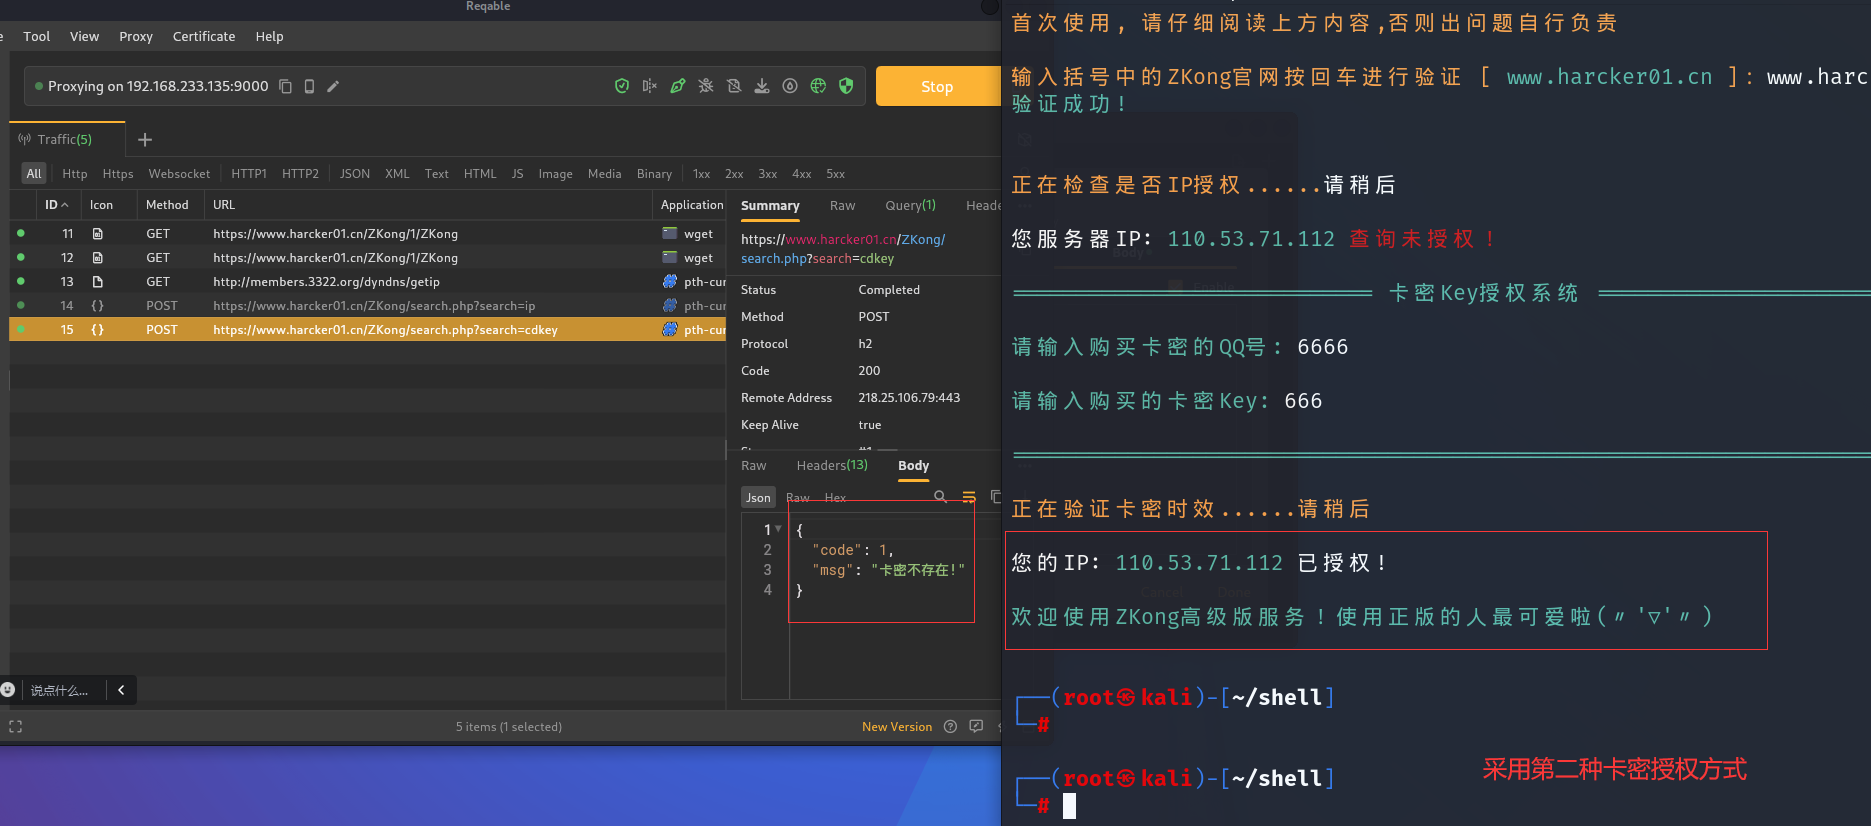 Reqable
Tool View Proxy Certificate Help
Proxying on 192.168.233.135:9000
Stop
Traffic(5)
All Http Https Websocket HTTP1 HTTP2 JSON XML Text HTML JS Image Media Binary 1xx 2xx 3xx 4xx 5xx
ID Icon Method URL Application
11 GET https://www.harcker01.cn/ZKong/1/ZKong wget
12 GET https://www.harcker01.cn/ZKong/1/ZKong wget
13 GET http://members.3322.org/dyndns/getip pth-cur
14 {} POST https://www.harcker01.cn/ZKong/search.php?search=ip pth-cur
15 {} POST https://www.harcker01.cn/ZKong/search.php?search=cdkey pth-cur
Summary Raw Query(1) Heade
https://www.harcker01.cn/ZKong/
search.php?search=cdkey
Status Completed
Method POST
Protocol h2
Code 200
Remote Address 218.25.106.79:443
Keep Alive true
Raw Headers(13) Body
Json Raw Hex
1 {
2 "code": 1,
3 "msg": "卡密不存在!"
4 }
说点什么...
5 items (1 selected)
New Version
首次使用, 请仔细阅读上方内容,否则出问题自行负责
输入括号中的ZKong官网按回车进行验证 [ www.harcker01.cn ]: www.harc
验证成功!
正在检查是否IP授权......请稍后
您服务器IP: 110.53.71.112 查询未授权!
卡密Key授权系统
请输入购买卡密的QQ号: 6666
请输入购买的卡密Key: 666
正在验证卡密时效......请稍后
您的IP: 110.53.71.112 已授权!
欢迎使用ZKong高级版服务!使用正版的人最可爱啦(〃'▽'〃)
┌──(root㉿kali)-[~/shell]
└─#
┌──(root㉿kali)-[~/shell]
└─#
采用第二种卡密授权方式